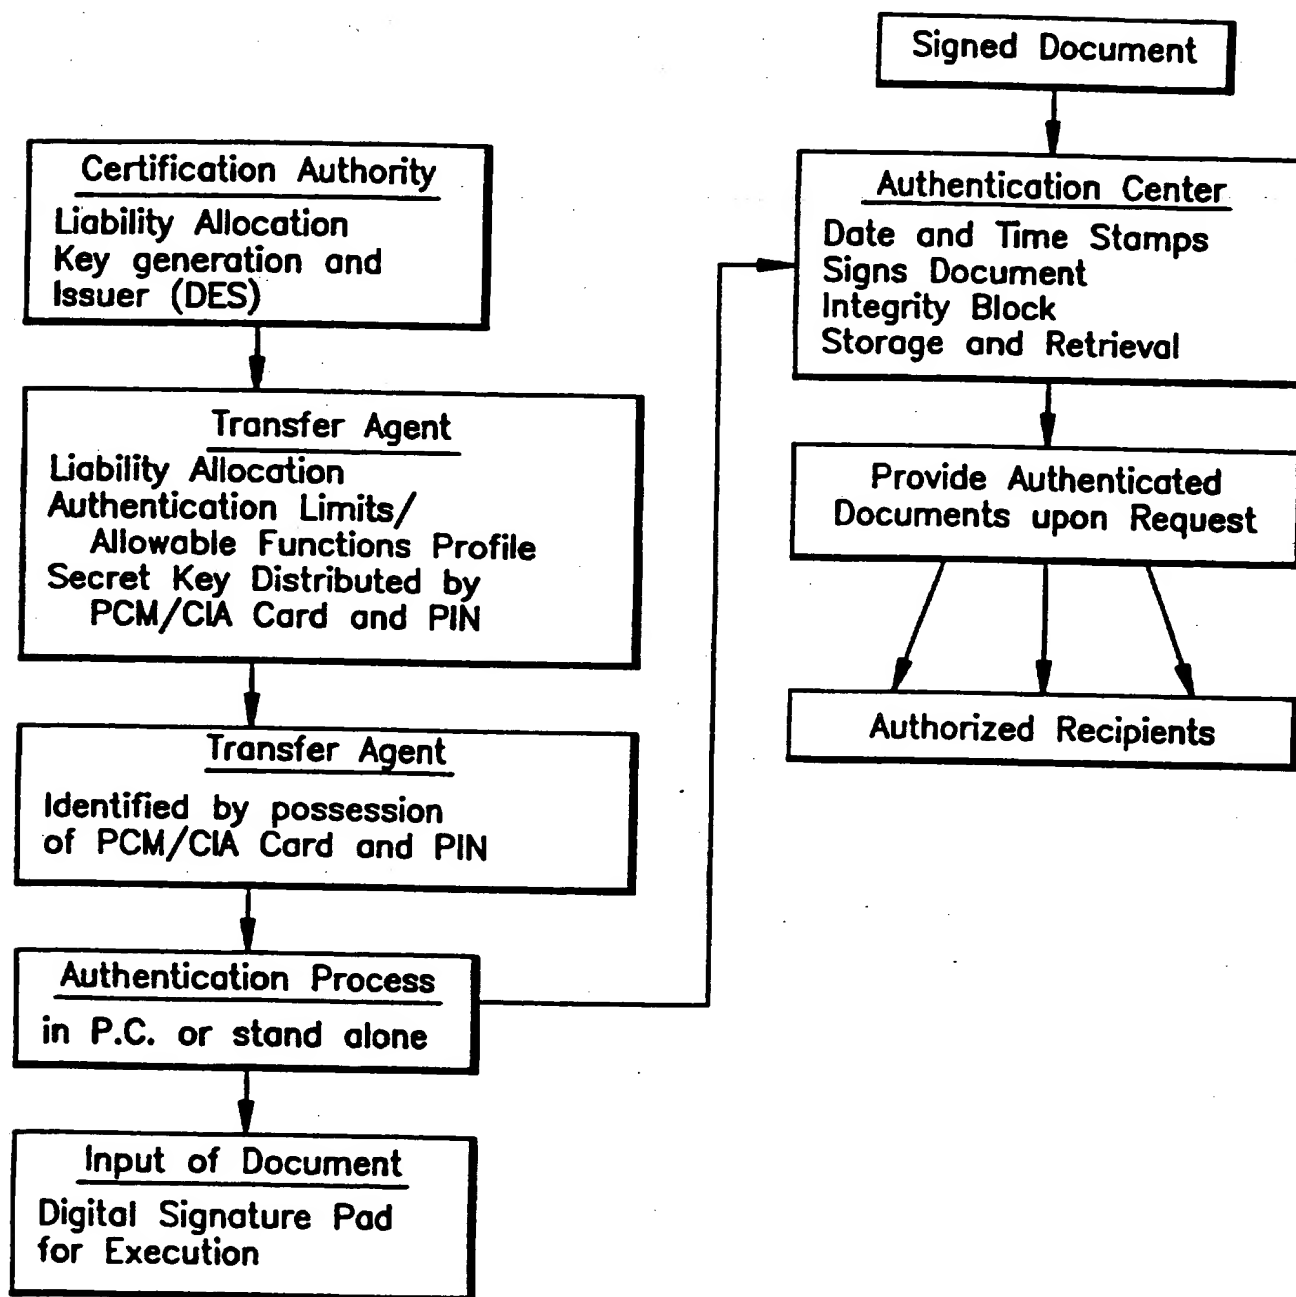 Certification Authority
Liability Allocation
Key generation and
Issuer (DES)
Transfer Agent
Liability Allocation
Authentication Limits/
Allowable Functions Profile
Secret Key Distributed by
PCM/CIA Card and PIN
Transfer Agent
Identified by possession
of PCM/CIA Card and PIN
Authentication Process
in P.C. or stand alone
Input of Document
Digital Signature Pad
for Execution
Signed Document
Authentication Center
Date and Time Stamps
Signs Document
Integrity Block
Storage and Retrieval
Provide Authenticated
Documents upon Request
Authorized Recipients